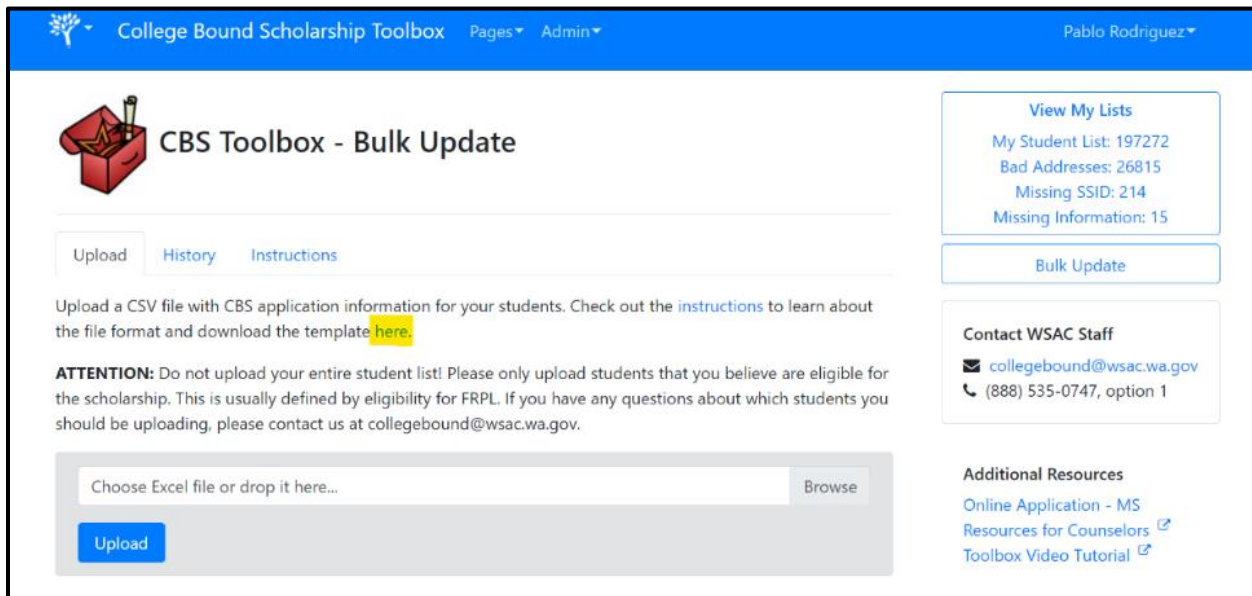 College Bound Scholarship Toolbox Pages Admin Pablo Rodriguez
CBS Toolbox - Bulk Update
Upload History Instructions
Upload a CSV file with CBS application information for your students. Check out the instructions to learn about
the file format and download the template here.
ATTENTION: Do not upload your entire student list! Please only upload students that you believe are eligible for
the scholarship. This is usually defined by eligibility for FRPL. If you have any questions about which students you
should be uploading, please contact us at collegebound@wsac.wa.gov.
Choose Excel file or drop it here... Browse
Upload
View My Lists
My Student List: 197272
Bad Addresses: 26815
Missing SSID: 214
Missing Information: 15
Bulk Update
Contact WSAC Staff
collegebound@wsac.wa.gov
(888) 535-0747, option 1
Additional Resources
Online Application - MS
Resources for Counselors
Toolbox Video Tutorial